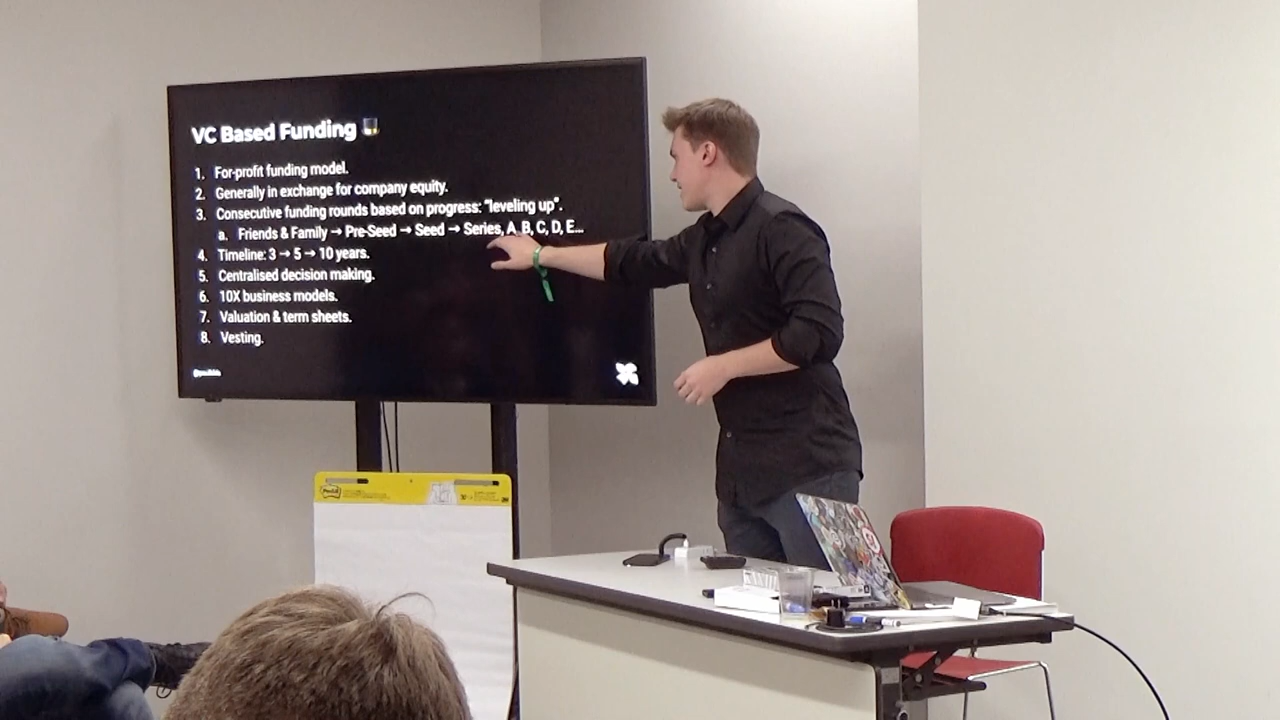 VC Based Funding
1. For-profit funding model.
2. Generally in exchange for company equity.
3. Consecutive funding rounds based on progress: “leveling up”.
a. Friends & Family → Pre-Seed → Seed → Series, A, B, C, D, E...
4. Timeline: 3 → 5 → 10 years.
5. Centralised decision making.
6. 10X business models.
7. Valuation & term sheets.
8. Vesting.
Post-it